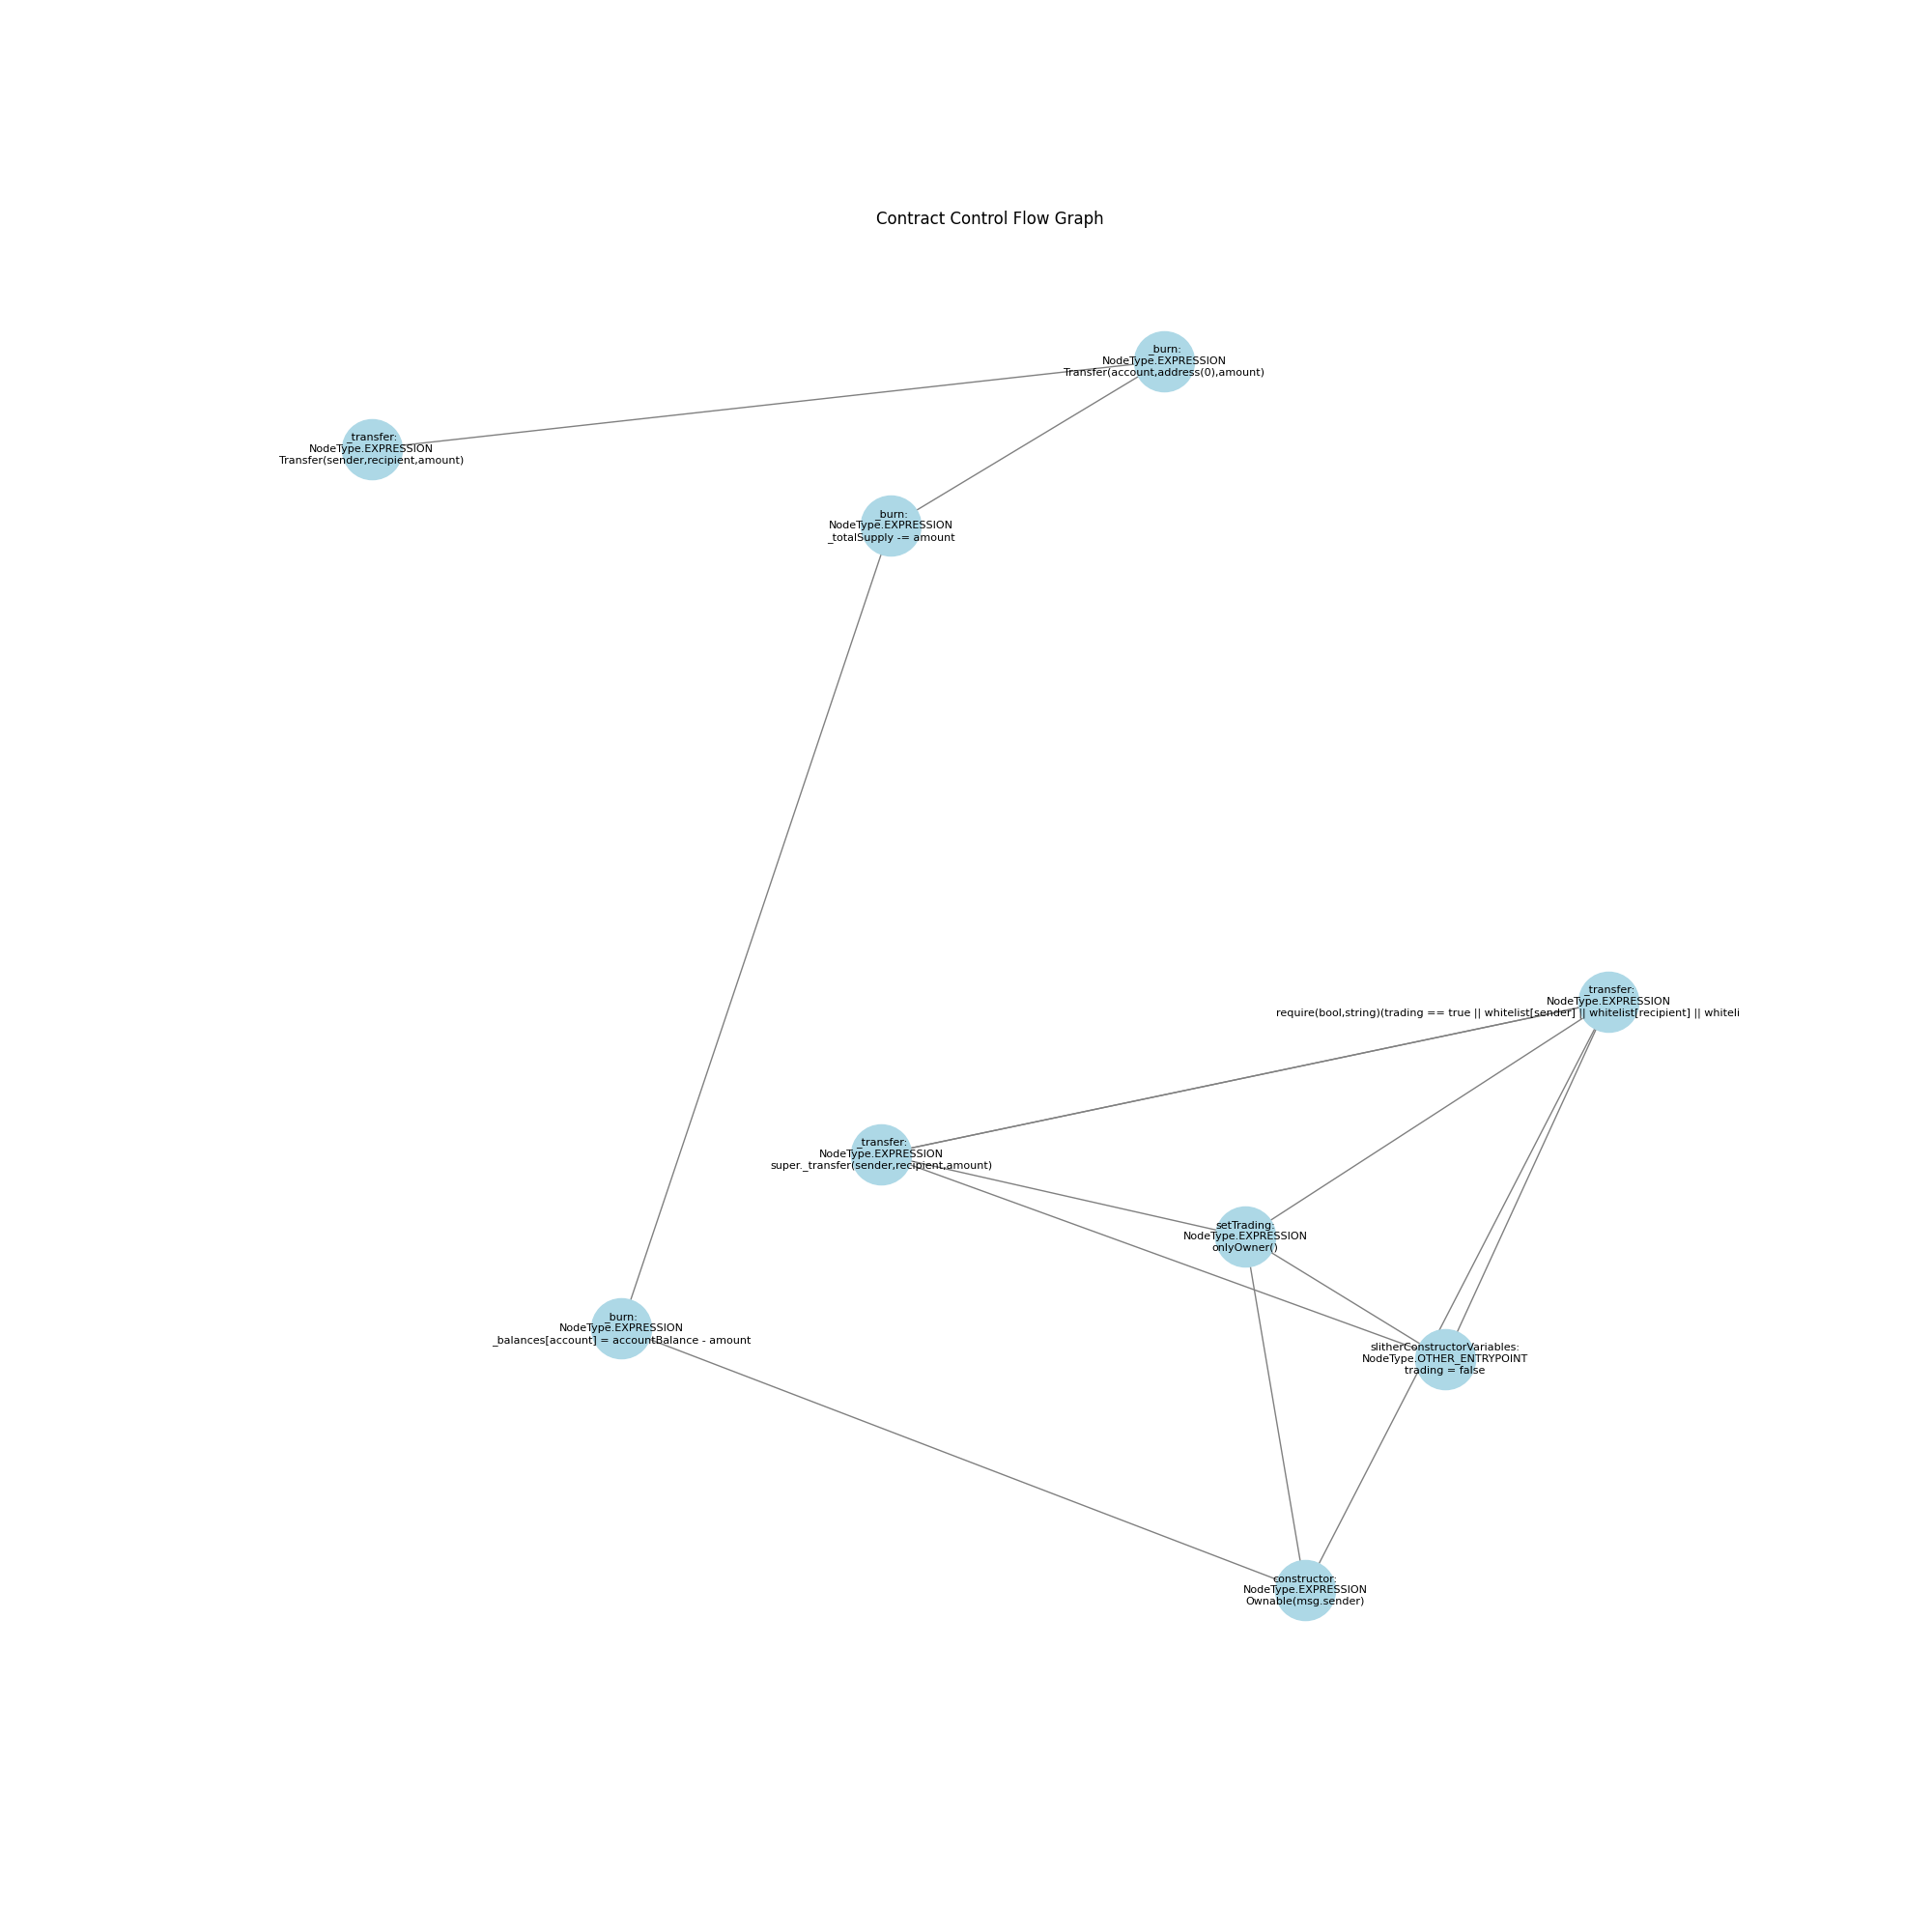 Contract Control Flow Graph
_burn:
NodeType.EXPRESSION
Transfer(account,address(0),amount)
_transfer:
NodeType.EXPRESSION
Transfer(sender,recipient,amount)
_burn:
NodeType.EXPRESSION
_totalSupply -= amount
_transfer:
NodeType.EXPRESSION
require(bool,string)(trading == true || whitelist[sender] || whitelist[recipient] || whiteli
_transfer:
NodeType.EXPRESSION
super._transfer(sender,recipient,amount)
setTrading:
NodeType.EXPRESSION
onlyOwner()
_burn:
NodeType.EXPRESSION
_balances[account] = accountBalance - amount
slitherConstructorVariables:
NodeType.OTHER_ENTRYPOINT
trading = false
constructor:
NodeType.EXPRESSION
Ownable(msg.sender)